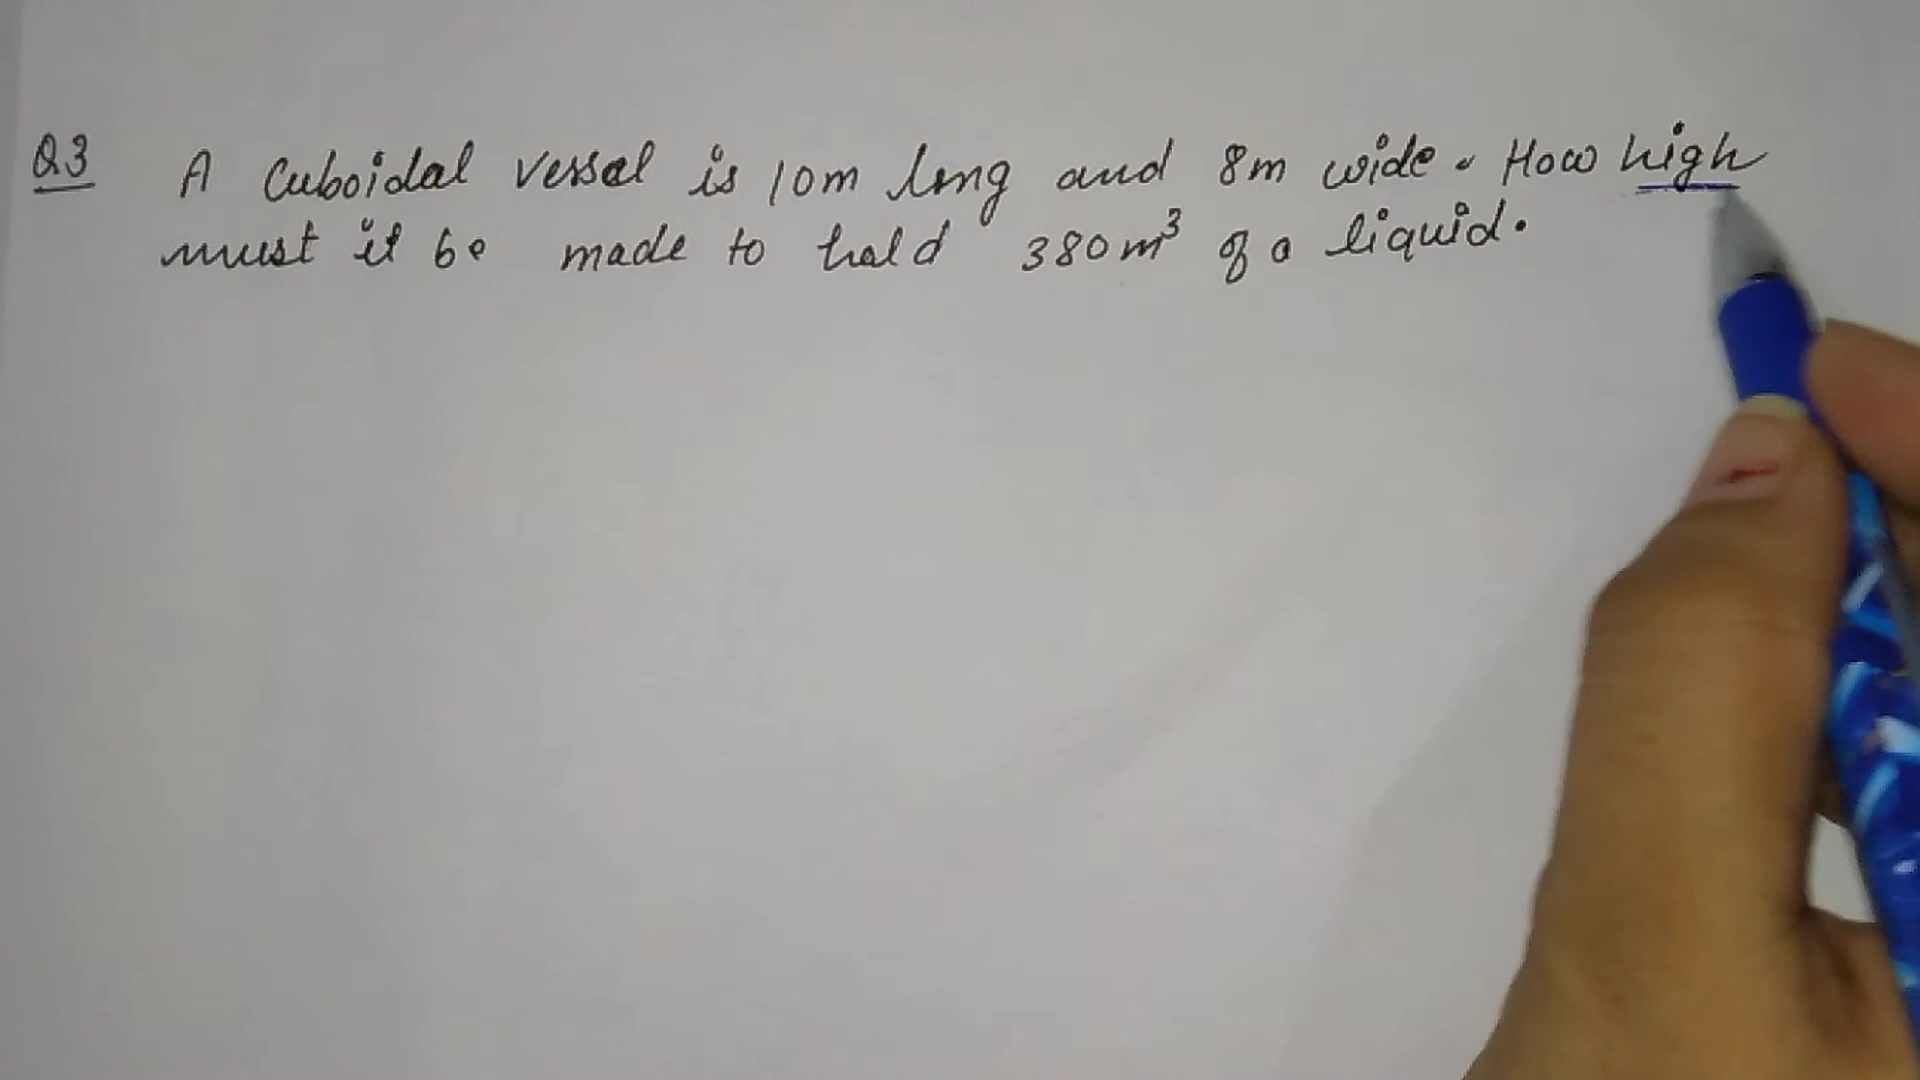 Q3 A Cuboidal vessel is 10m long and 8m wide. How high
must it be made to hold 380m³ of a liquid.